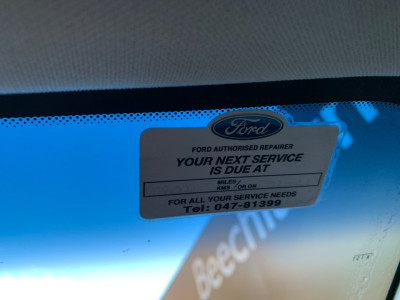 Ford
FORD AUTHORISED REPAIRER
YOUR NEXT SERVICE
IS DUE AT
MILES/
KMS / OR ON
FOR ALL YOUR SERVICE NEEDS
Tel: 047-81399